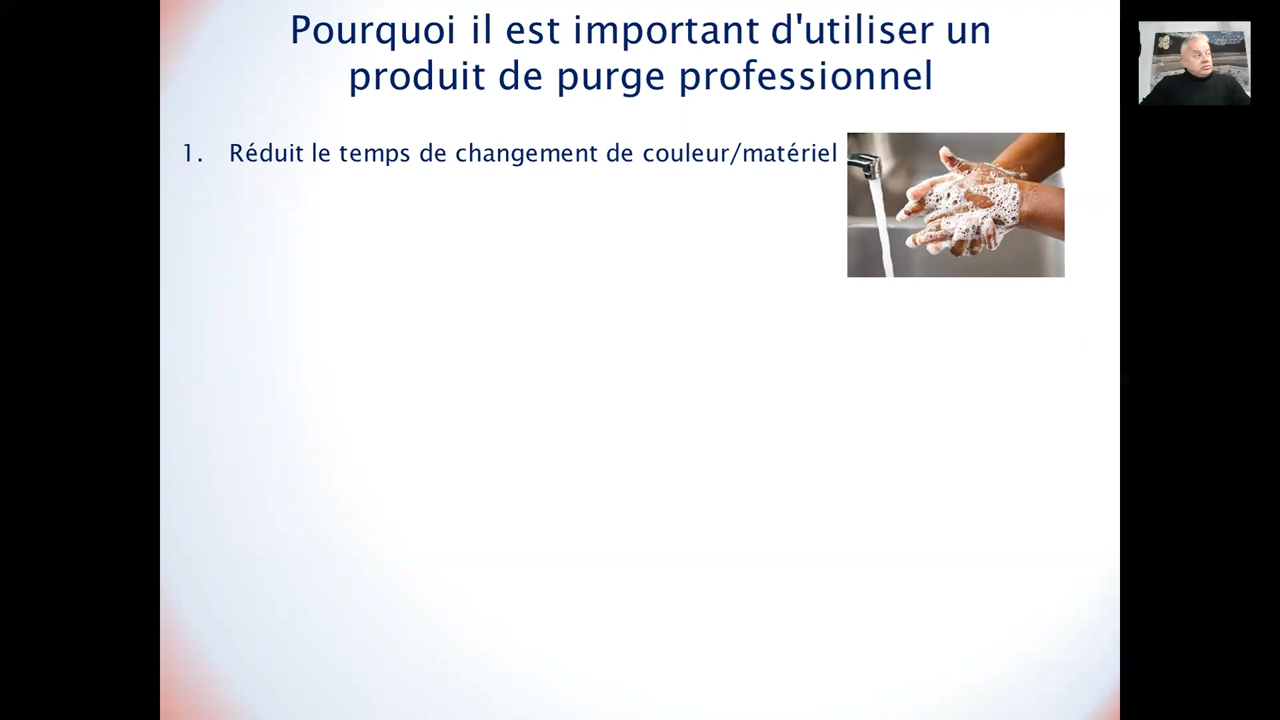 Pourquoi il est important d'utiliser un
produit de purge professionnel
1. Réduit le temps de changement de couleur/matériel